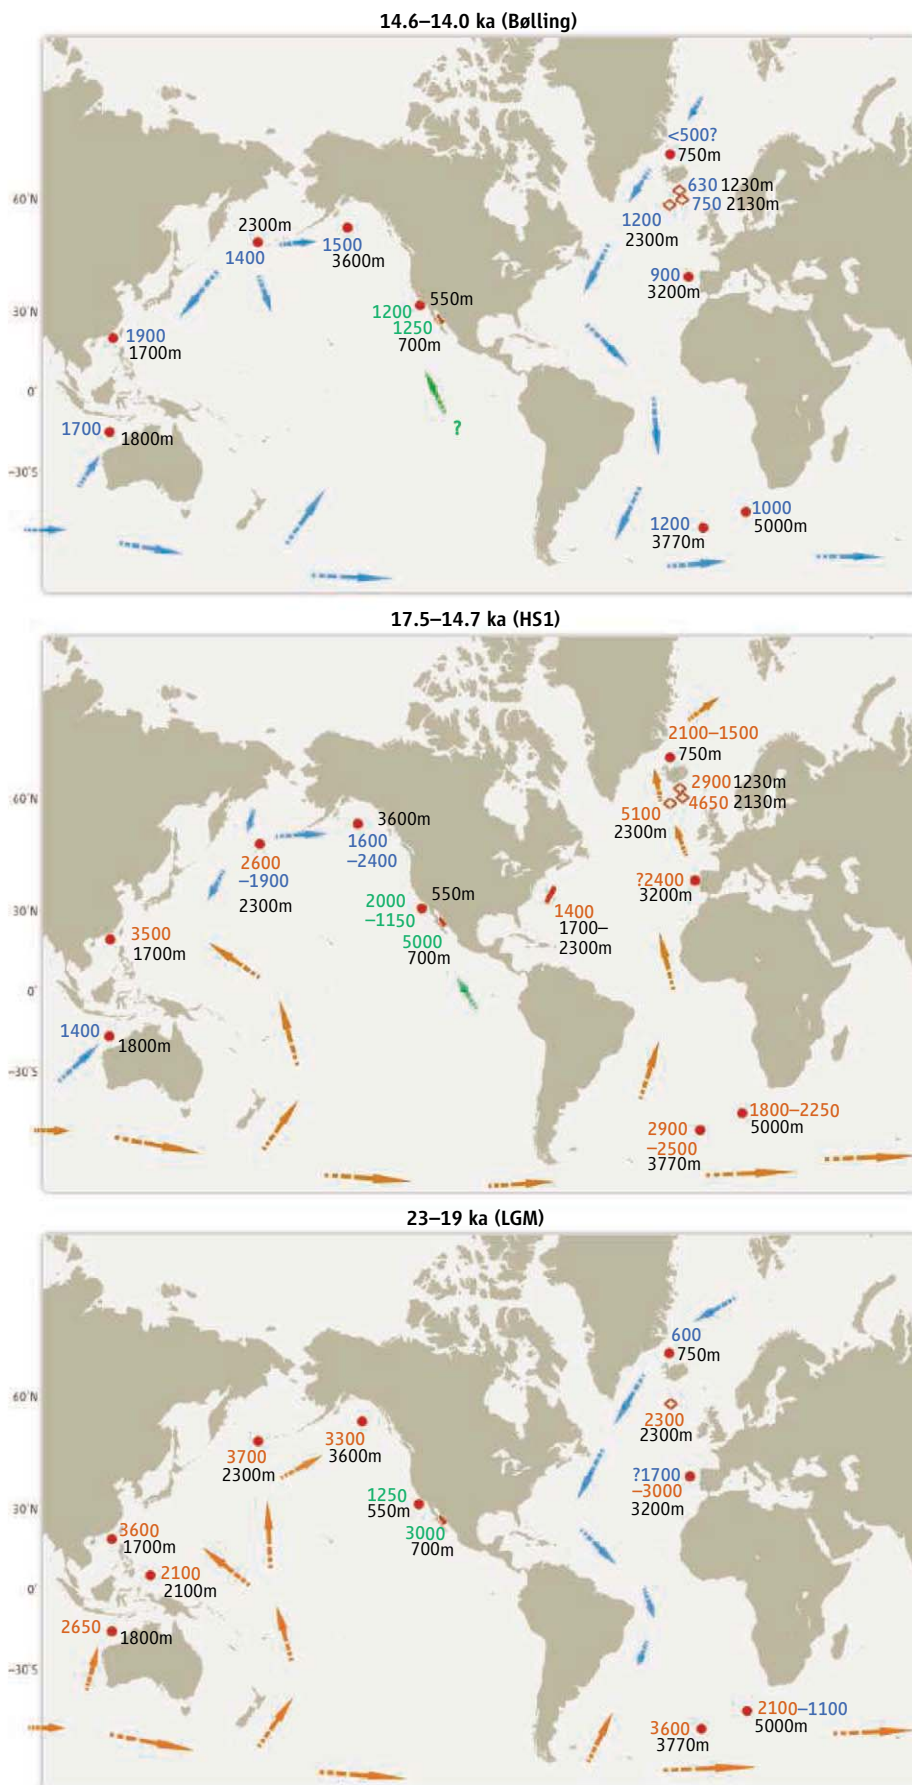 14.6–14.0 ka (Bølling)
<500?
750m
60˚N
630 1230m
750 2130m
1200
2300m
2300m
1400
1500
3600m
900
3200m
30˚N
1200
550m
1250
700m
1900
1700m
0˚
?
1700
1800m
–30˚S
1000
5000m
1200
3770m
17.5–14.7 ka (HS1)
2100–1500
750m
60˚N
2900 1230m
4650 2130m
5100
2300m
3600m
1600
–2400
2600
–1900
2300m
?2400
3200m
30˚N
2000
–1150
550m
5000
700m
1400
1700–
2300m
3500
1700m
0˚
1400
1800m
–30˚S
1800–2250
5000m
2900
–2500
3770m
23–19 ka (LGM)
600
750m
60˚N
2300
2300m
3300
3600m
3700
2300m
?1700
–3000
3200m
30˚N
1250
550m
3000
700m
3600
1700m
2100
2100m
0˚
2650
1800m
–30˚S
2100–1100
5000m
3600
3770m